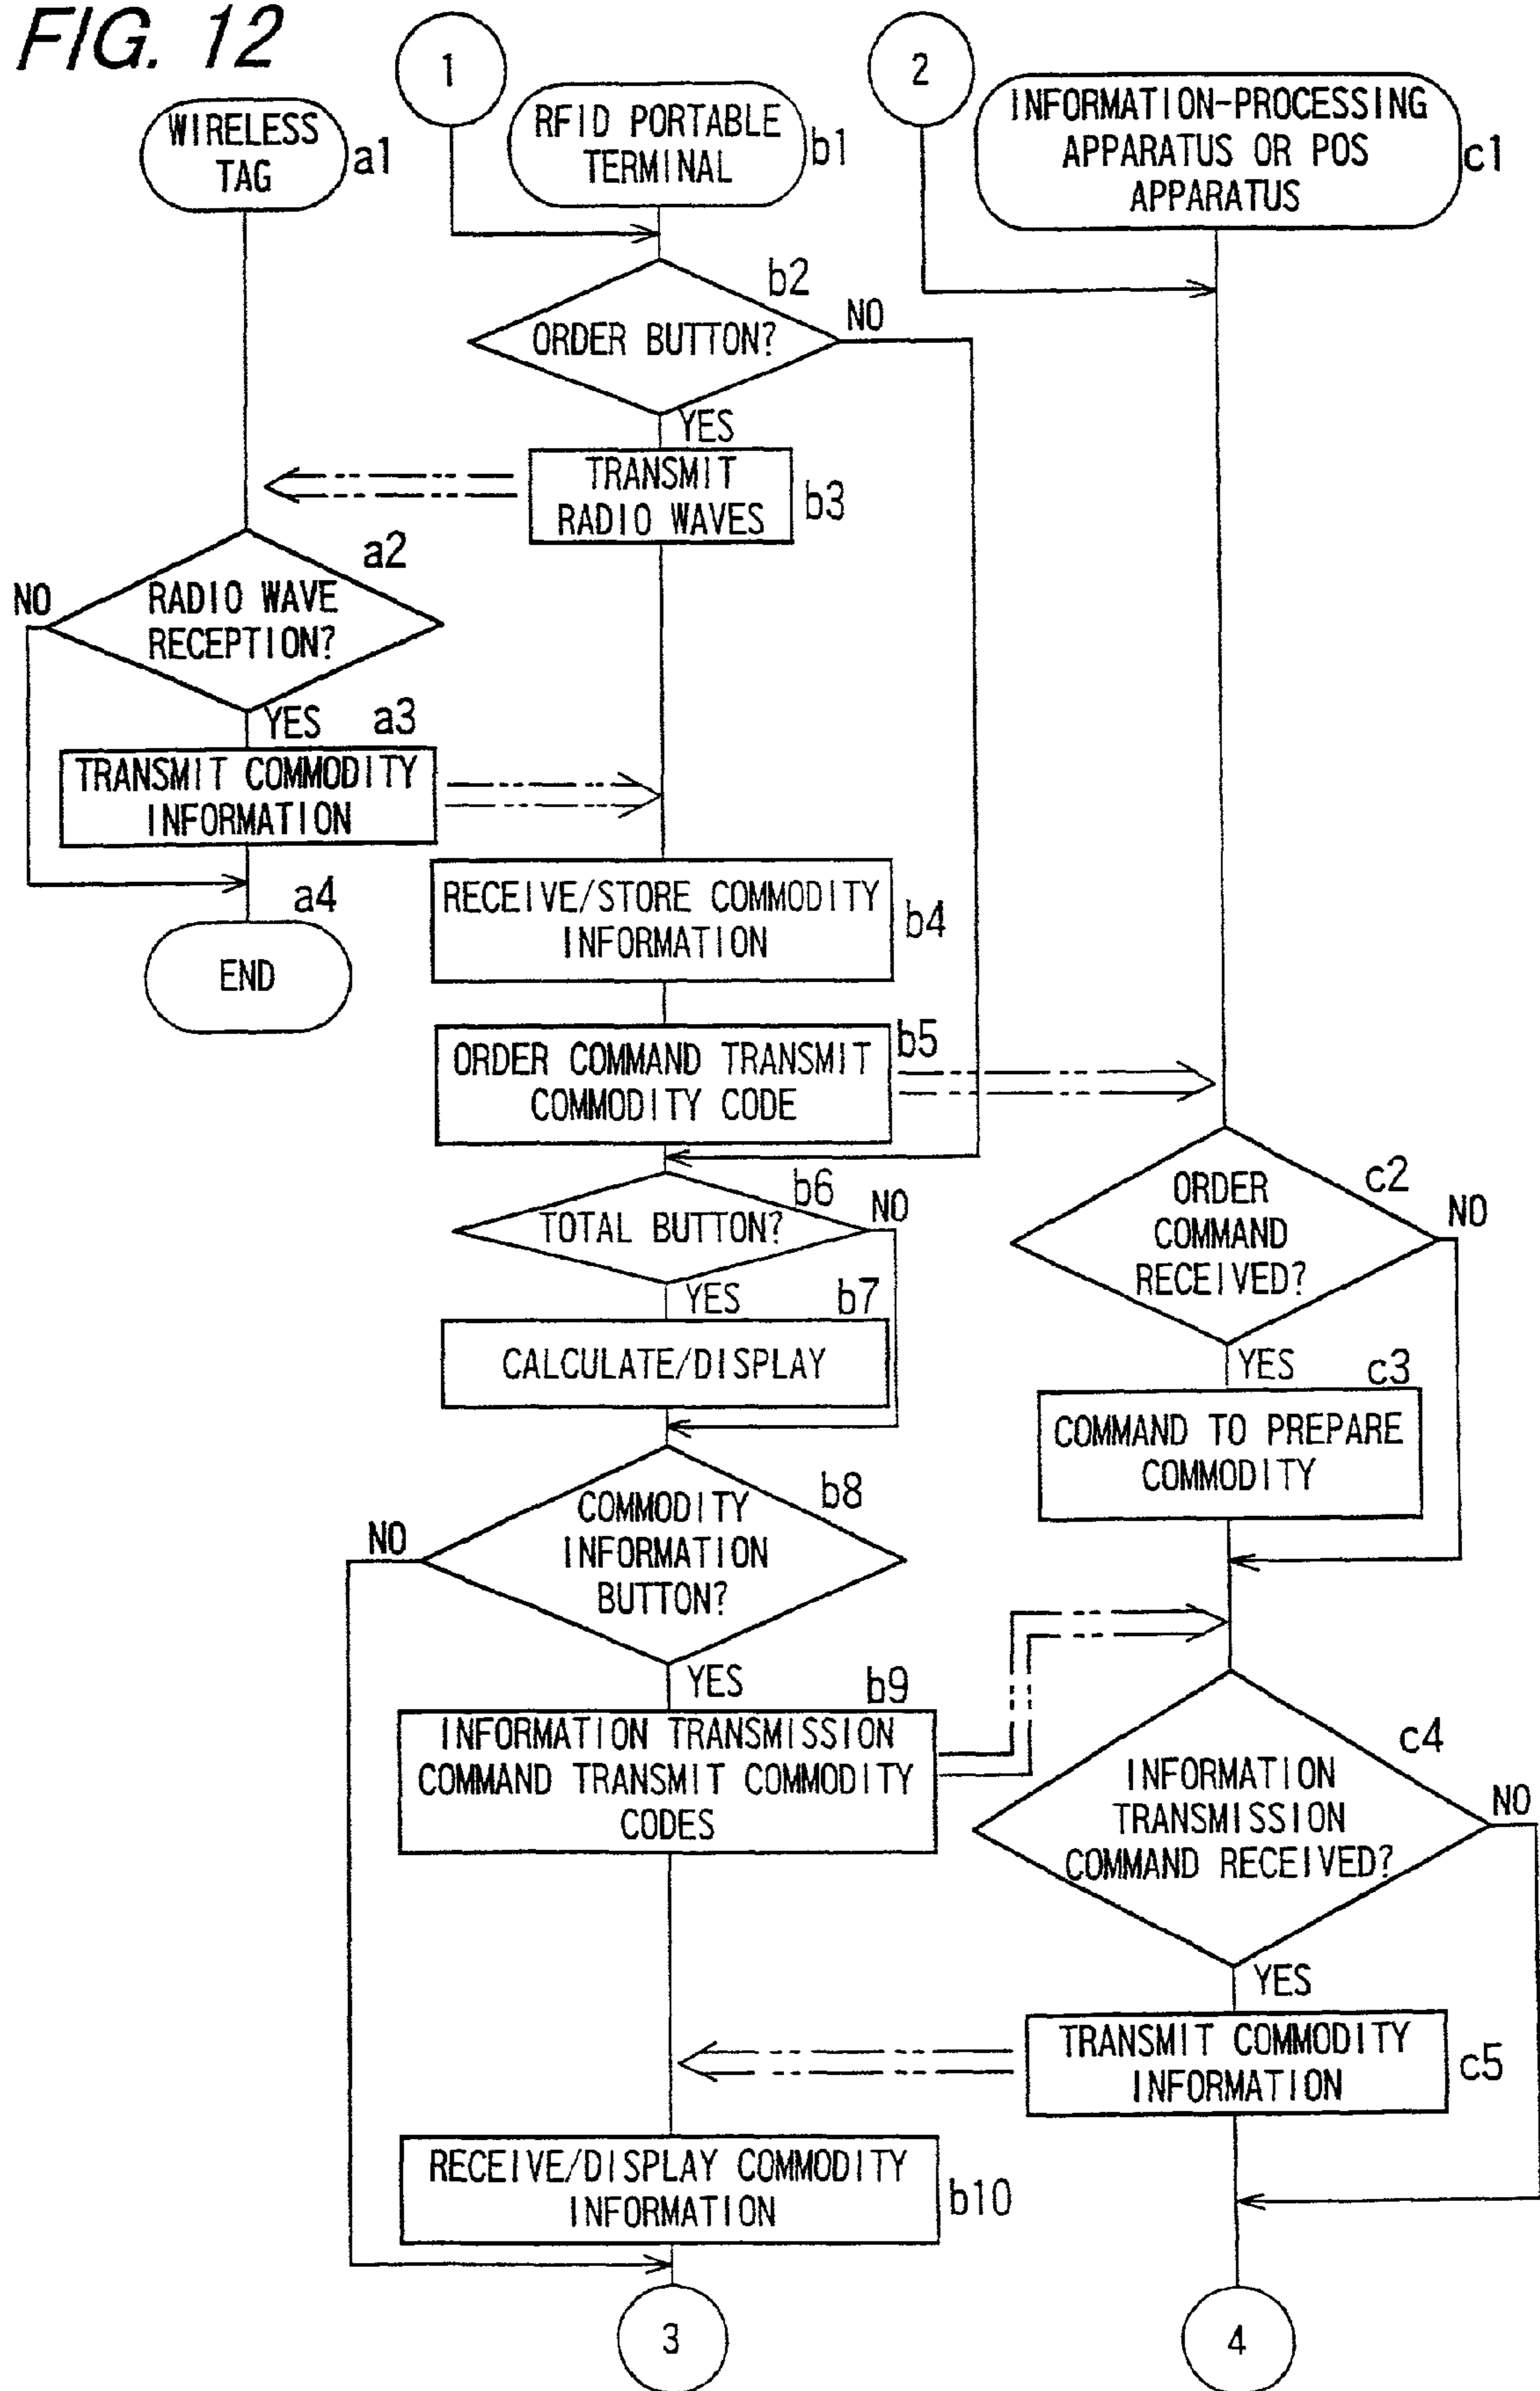 FIG. 12
1
2
WIRELESS
TAG
a1
RFID PORTABLE
TERMINAL
b1
INFORMATION-PROCESSING
APPARATUS OR POS
APPARATUS
c1
b2
ORDER BUTTON?
NO
YES
TRANSMIT
RADIO WAVES
b3
a2
NO
RADIO WAVE
RECEPTION?
YES
a3
TRANSMIT COMMODITY
INFORMATION
a4
END
RECEIVE/STORE COMMODITY
INFORMATION
b4
ORDER COMMAND TRANSMIT
COMMODITY CODE
b5
b6
TOTAL BUTTON?
NO
YES
b7
CALCULATE/DISPLAY
c2
ORDER
COMMAND
RECEIVED?
NO
YES
c3
COMMAND TO PREPARE
COMMODITY
b8
NO
COMMODITY
INFORMATION
BUTTON?
YES
b9
INFORMATION TRANSMISSION
COMMAND TRANSMIT COMMODITY
CODES
c4
INFORMATION
TRANSMISSION
COMMAND RECEIVED?
NO
YES
TRANSMIT COMMODITY
INFORMATION
c5
RECEIVE/DISPLAY COMMODITY
INFORMATION
b10
3
4